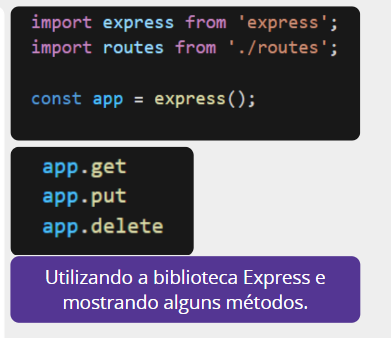 import express from 'express';
import routes from './routes';
const app = express();
app.get
app.put
app.delete
Utilizando a biblioteca Express e
mostrando alguns métodos.